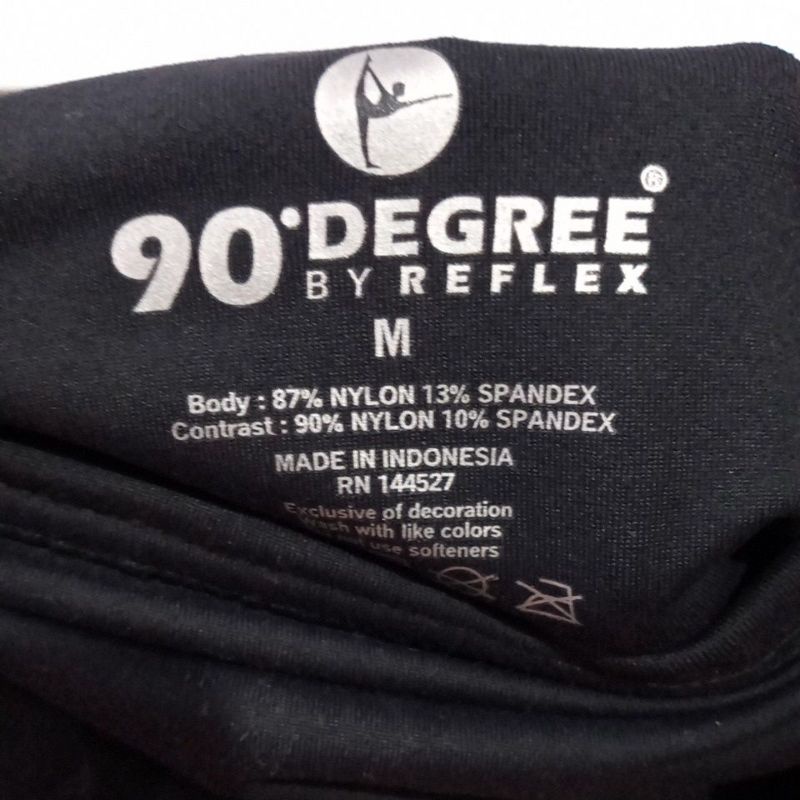 90°DEGREE®
BY REFLEX
M
Body : 87% NYLON 13% SPANDEX
Contrast : 90% NYLON 10% SPANDEX
MADE IN INDONESIA
RN 144527
Exclusive of decoration
Wash with like colors
use softeners